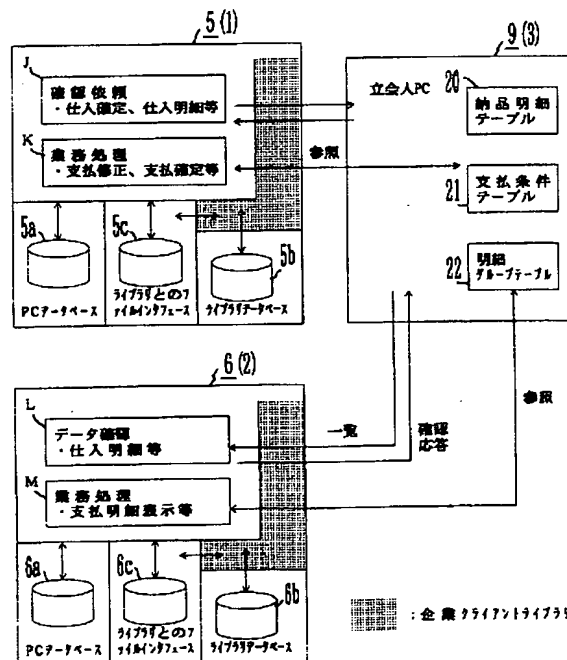 5(1)
J
確認依頼
・仕入確定、仕入明細等
K
業務処理
・支払修正、支払確定等
5a
PCデータベース
5c
ライブラリとのフ
ァイルインタフェース
5b
ライブラリデータベース
参照
9(3)
立会人PC
20
納品明細
テーブル
21
支払条件
テーブル
22
明細
グループテーブル
6(2)
L
データ確認
・仕入明細等
M
業務処理
・支払明細表示等
一覧
確認
応答
参照
6a
PCデータベース
6c
ライブラリとのフ
ァイルインタフェース
6b
ライブラリデータベース
:企業クライアントライブラリ